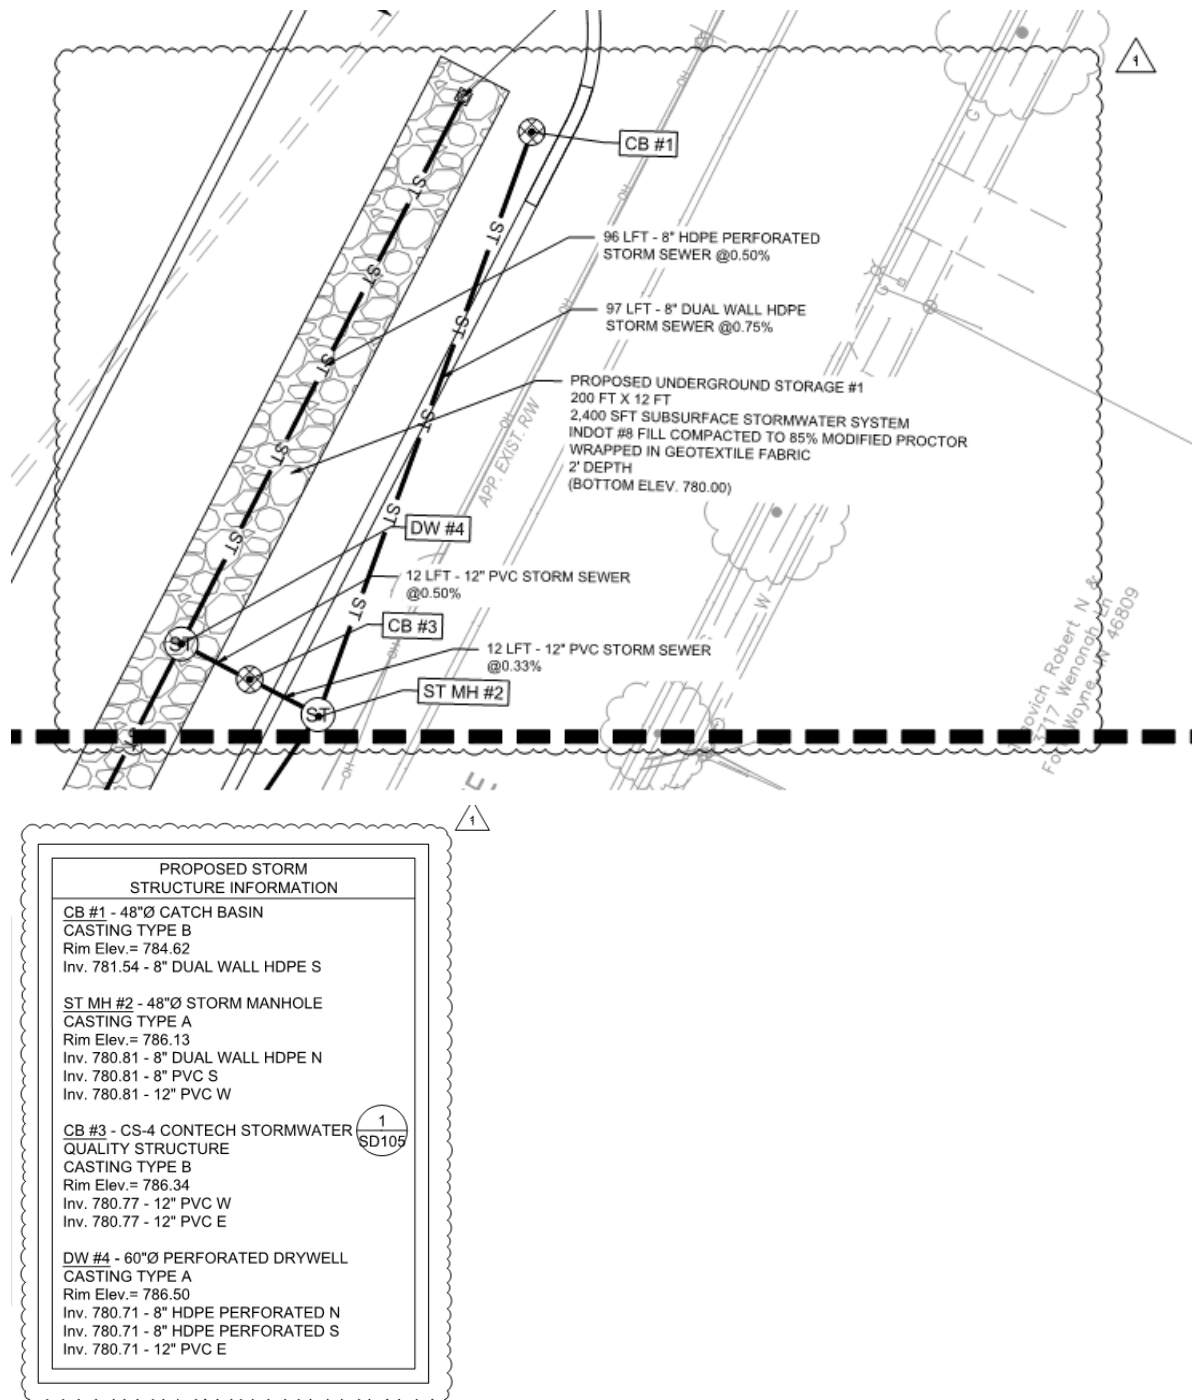 1
CB #1
ST
ST
ST
ST
ST
ST
ST
ST
ST
ST
ST
ST
ST
OH
OH
OH
OH
OH
OH
G
96 LFT - 8" HDPE PERFORATED
STORM SEWER @0.50%
97 LFT - 8" DUAL WALL HDPE
STORM SEWER @0.75%
PROPOSED UNDERGROUND STORAGE #1
200 FT X 12 FT
2,400 SFT SUBSURFACE STORMWATER SYSTEM
INDOT #8 FILL COMPACTED TO 85% MODIFIED PROCTOR
WRAPPED IN GEOTEXTILE FABRIC
2' DEPTH
(BOTTOM ELEV. 780.00)
APP. EXIST. R/W
DW #4
12 LFT - 12" PVC STORM SEWER
@0.50%
CB #3
12 LFT - 12" PVC STORM SEWER
@0.33%
ST MH #2
W
Robert N &
3717 Wenonah Ln
Wayne, IN 46809
E
1
PROPOSED STORM
STRUCTURE INFORMATION
CB #1 - 48"Ø CATCH BASIN
CASTING TYPE B
Rim Elev.= 784.62
Inv. 781.54 - 8" DUAL WALL HDPE S
ST MH #2 - 48"Ø STORM MANHOLE
CASTING TYPE A
Rim Elev.= 786.13
Inv. 780.81 - 8" DUAL WALL HDPE N
Inv. 780.81 - 8" PVC S
Inv. 780.81 - 12" PVC W
CB #3 - CS-4 CONTECH STORMWATER
QUALITY STRUCTURE
1
SD105
CASTING TYPE B
Rim Elev.= 786.34
Inv. 780.77 - 12" PVC W
Inv. 780.77 - 12" PVC E
DW #4 - 60"Ø PERFORATED DRYWELL
CASTING TYPE A
Rim Elev.= 786.50
Inv. 780.71 - 8" HDPE PERFORATED N
Inv. 780.71 - 8" HDPE PERFORATED S
Inv. 780.71 - 12" PVC E